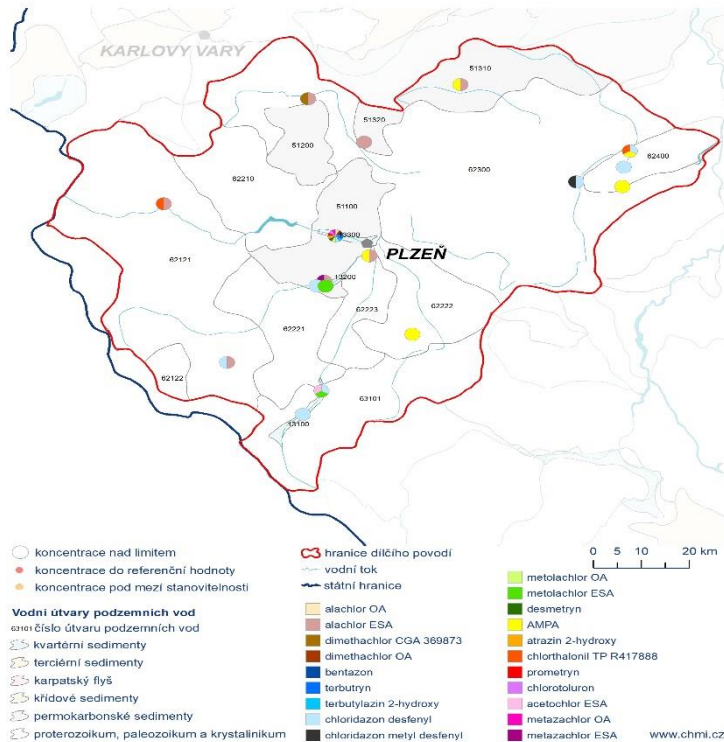 KARLOVY VARY
51310
51320
51200
62300
62400
62210
51100
3300
PLZEŇ
62121
13200
62223
62222
62221
62122
63101
13100
koncentrace nad limitem
koncentrace do referenční hodnoty
koncentrace pod mezí stanovitelnosti
Vodní útvary podzemních vod
63101 číslo útvaru podzemních vod
kvartérní sedimenty
terciérní sedimenty
karpatský flyš
křídové sedimenty
permokarbonské sedimenty
proterozoikum, paleozoikum a krystalinikum
hranice dílčího povodí
vodní tok
státní hranice
alachlor OA
alachlor ESA
dimethachlor CGA 369873
dimethachlor OA
bentazon
terbutryn
terbutylazin 2-hydroxy
chloridazon desfenyl
chloridazon metyl desfenyl
0 5 10 20 km
metolachlor OA
metolachlor ESA
desmetryn
AMPA
atrazin 2-hydroxy
chlorthalonil TP R417888
prometryn
chlorotoluron
acetochlor ESA
metazachlor OA
metazachlor ESA
www.chmi.cz